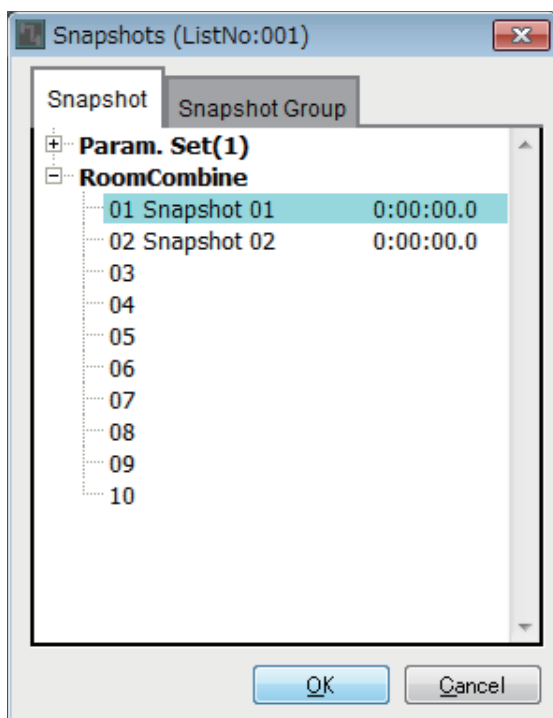 Snapshots (ListNo:001)
Snapshot Snapshot Group
Param. Set(1)
RoomCombine
01 Snapshot 01 0:00:00.0
02 Snapshot 02 0:00:00.0
03
04
05
06
07
08
09
10
OK Cancel